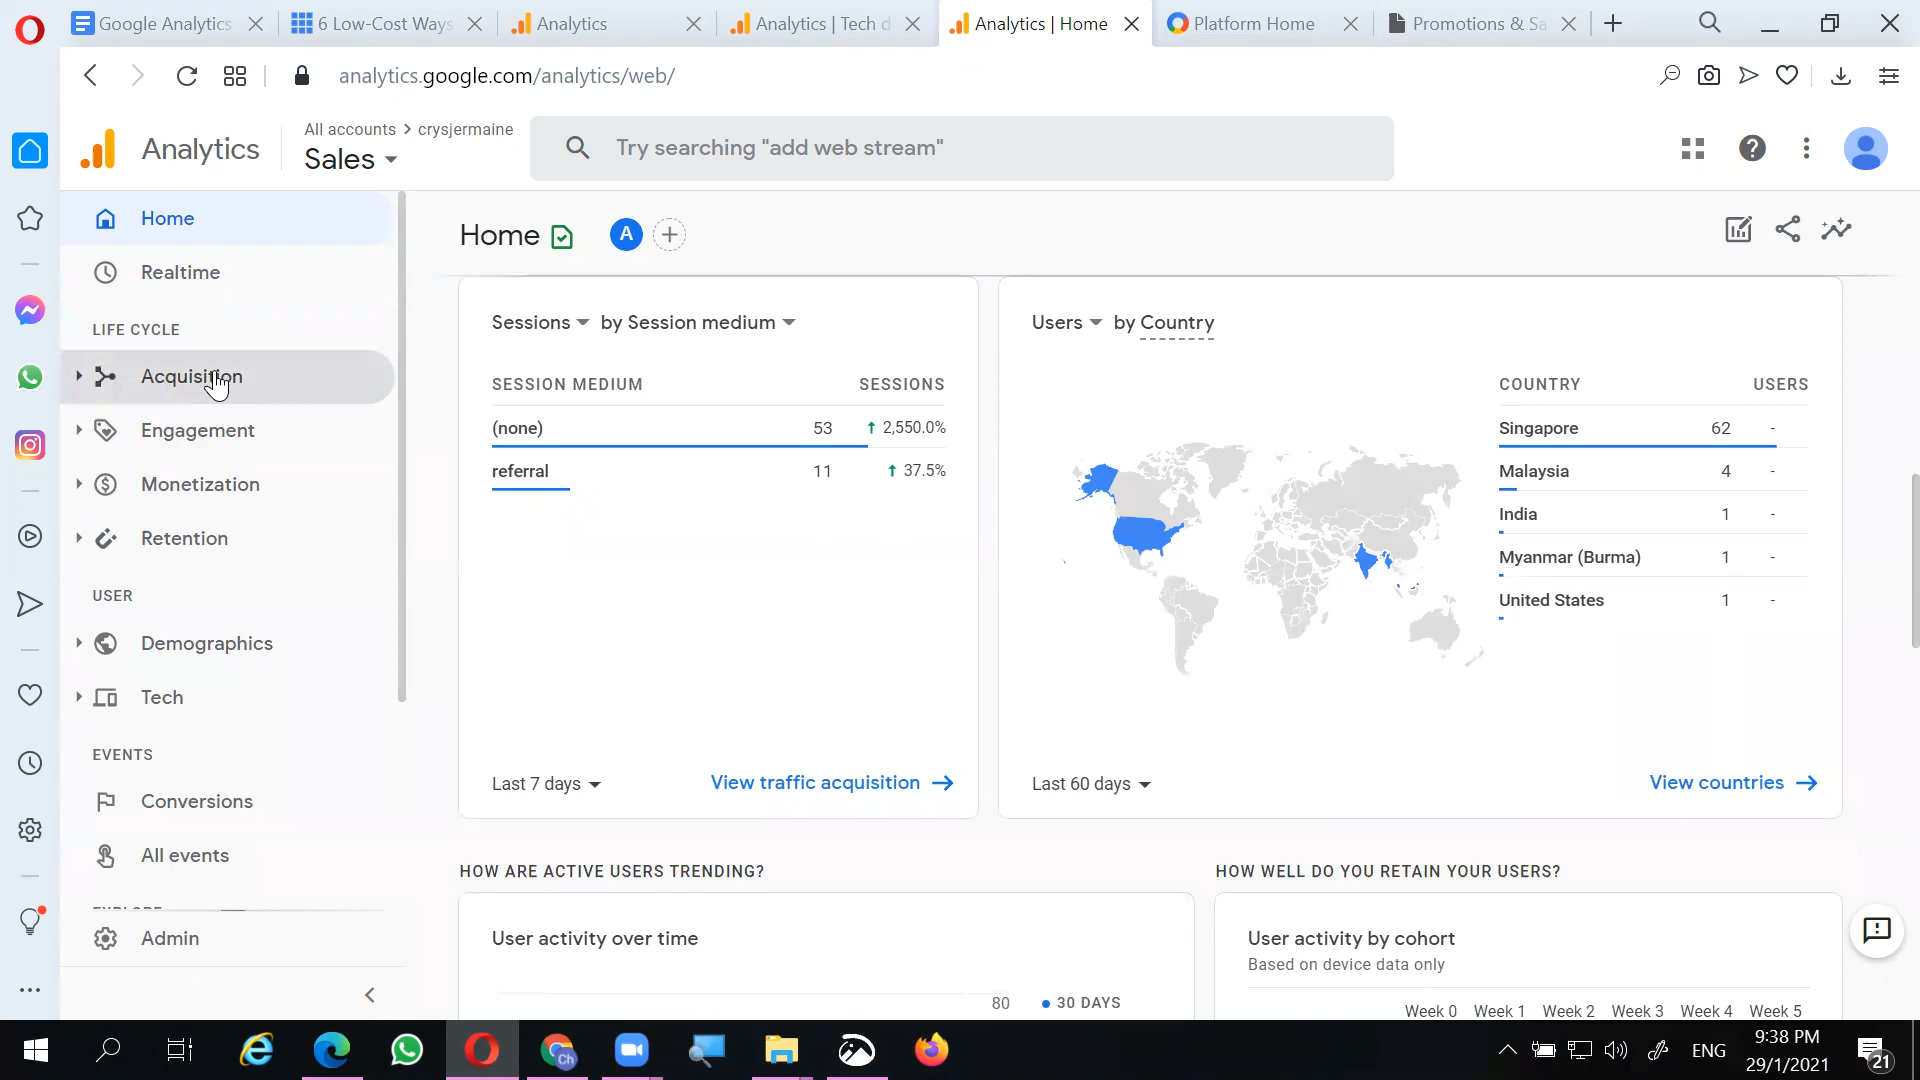 Google Analytics
6 Low-Cost Ways
Analytics
Analytics | Tech d
Analytics | Home
Platform Home
Promotions & Sa
analytics.google.com/analytics/web/
Analytics
All accounts > crysjermaine
Sales
Try searching "add web stream"
Home
Realtime
LIFE CYCLE
Acquisition
Engagement
Monetization
Retention
USER
Demographics
Tech
EVENTS
Conversions
All events
Admin
Home
A
Sessions by Session medium
SESSION MEDIUM SESSIONS
(none) 53 2,550.0%
referral 11 37.5%
Last 7 days View traffic acquisition
Users by Country
COUNTRY USERS
Singapore 62 -
Malaysia 4 -
India 1 -
Myanmar (Burma) 1 -
United States 1 -
Last 60 days View countries
HOW ARE ACTIVE USERS TRENDING?
User activity over time
80 30 DAYS
HOW WELL DO YOU RETAIN YOUR USERS?
User activity by cohort
Based on device data only
Week 0 Week 1 Week 2 Week 3 Week 4 Week 5
Ch
ENG
9:38 PM
29/1/2021
21